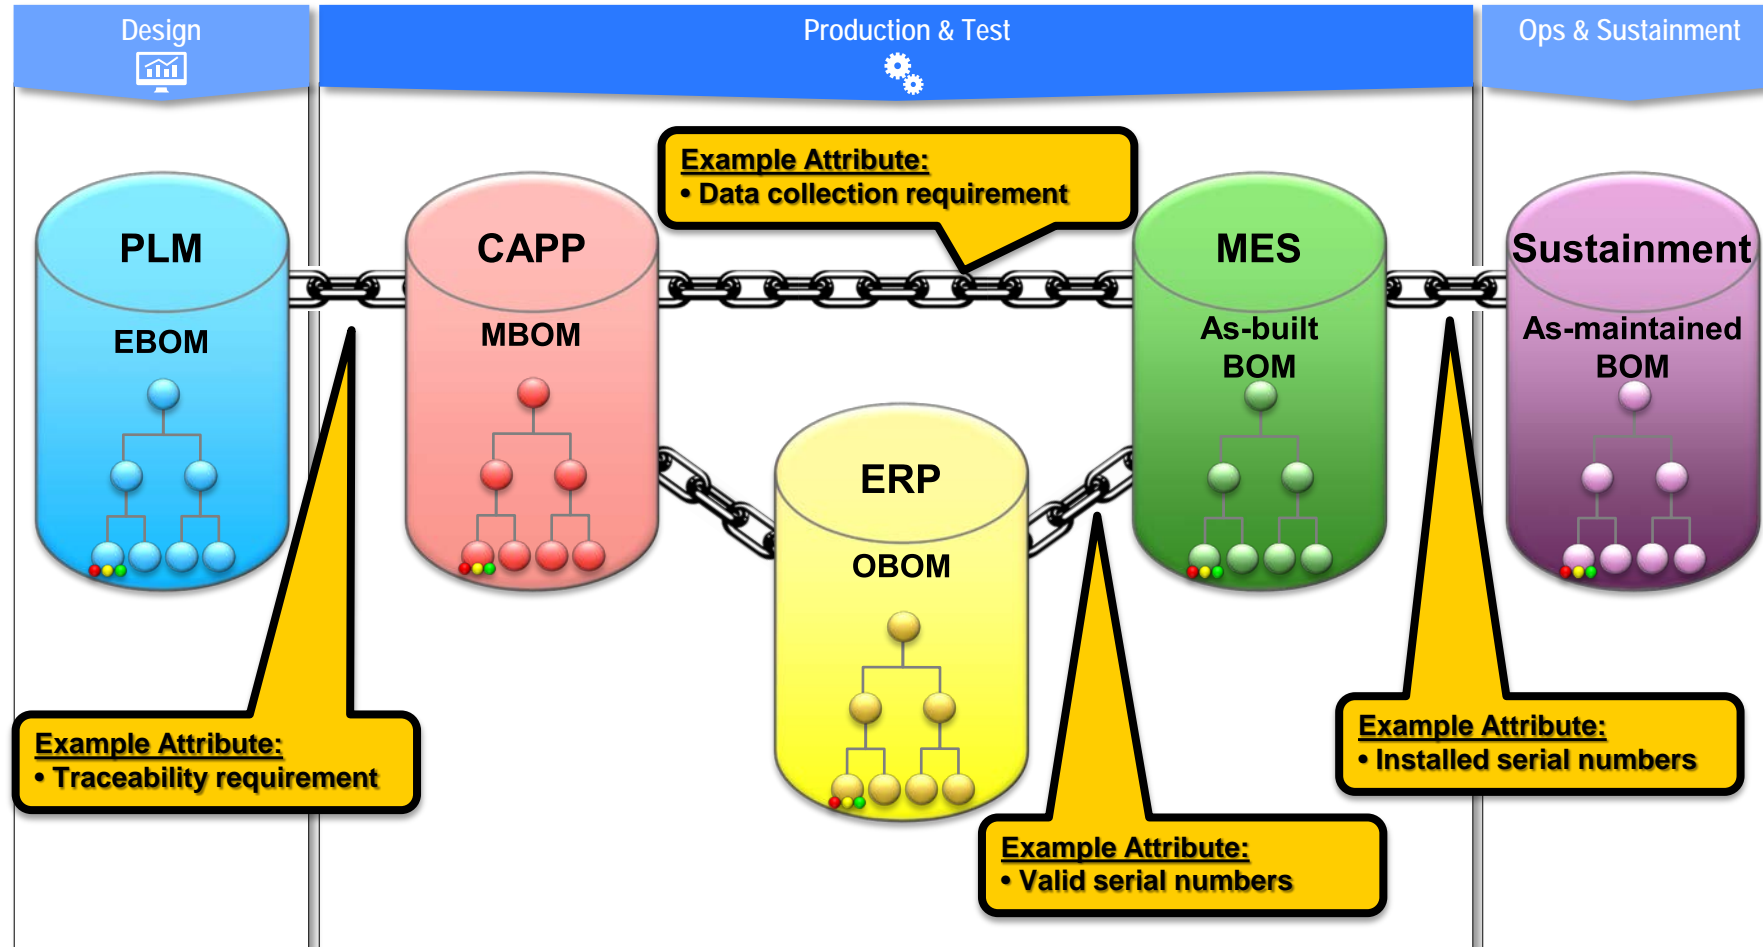 Design
Production & Test
Ops & Sustainment
Example Attribute:
• Data collection requirement
PLM
EBOM
CAPP
MBOM
MES
As-built
BOM
Sustainment
As-maintained
BOM
ERP
OBOM
Example Attribute:
• Traceability requirement
Example Attribute:
• Installed serial numbers
Example Attribute:
• Valid serial numbers